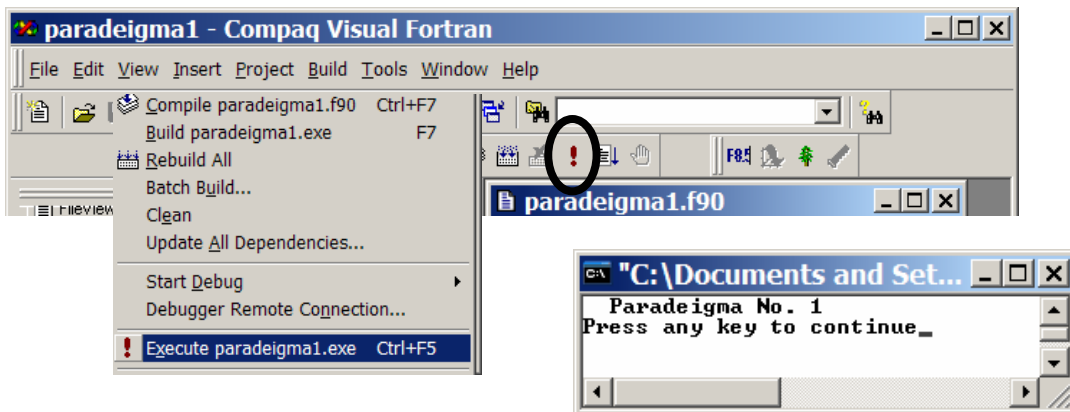 paradeigma1 - Compaq Visual Fortran
File Edit View Insert Project Build Tools Window Help
Compile paradeigma1.f90 Ctrl+F7
Build paradeigma1.exe F7
Rebuild All
Batch Build...
Clean
Update All Dependencies...
Start Debug
Debugger Remote Connection...
Execute paradeigma1.exe Ctrl+F5
paradeigma1.f90
"C:\Documents and Set...
Paradeigma No. 1
Press any key to continue_